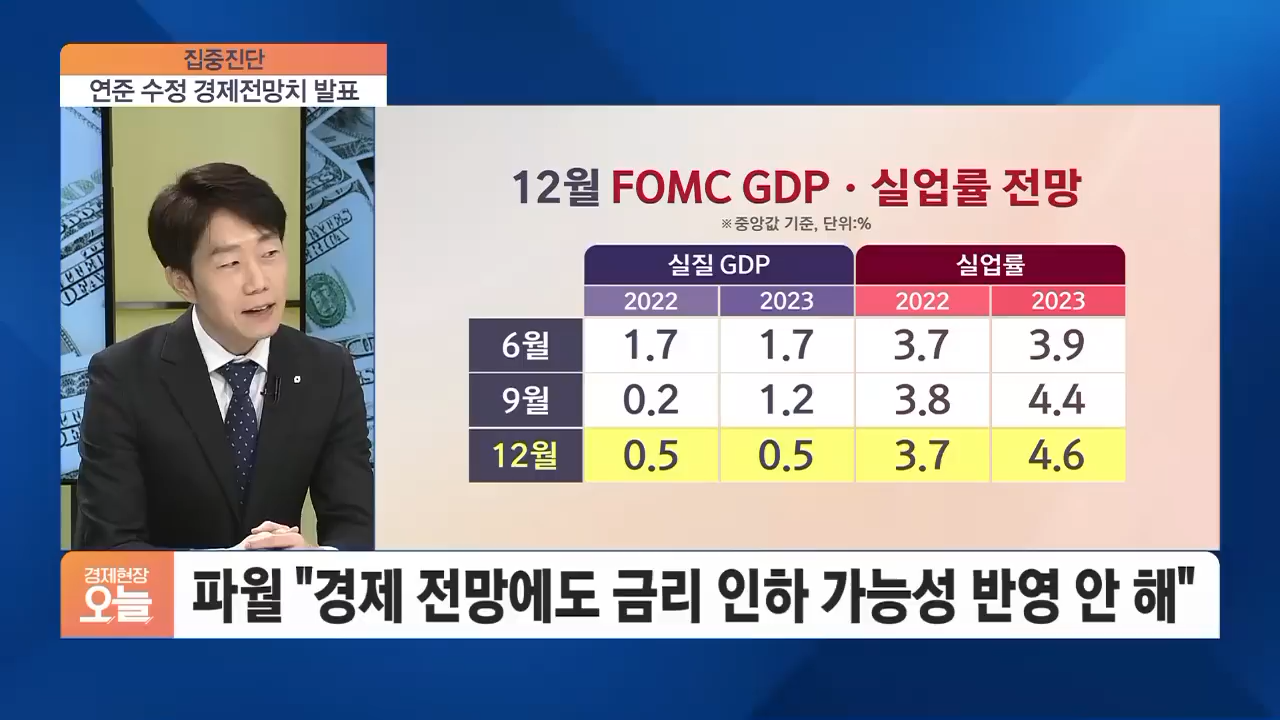 집중진단
연준 수정 경제전망치 발표
12월 FOMC GDP · 실업률 전망
※중앙값 기준, 단위:%
실질 GDP 실업률
2022 2023 2022 2023
6월 1.7 1.7 3.7 3.9
9월 0.2 1.2 3.8 4.4
12월 0.5 0.5 3.7 4.6
경제현장
오늘
파월 "경제 전망에도 금리 인하 가능성 반영 안 해"